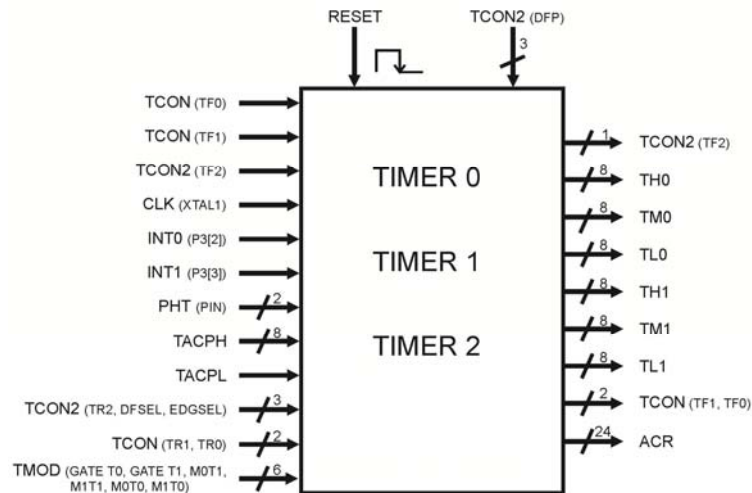 RESET
TCON2 (DFP)
3
TCON (TF0)
TCON (TF1)
TCON2 (TF2)
CLK (XTAL1)
INT0 (P3[2])
INT1 (P3[3])
PHT (PIN)
2
TACPH
8
TACPL
TCON2 (TR2, DFSEL, EDGSEL)
3
TCON (TR1, TR0)
2
TMOD (GATE T0, GATE T1, M0T1,
M1T1, M0T0, M1T0)
6
TIMER 0
TIMER 1
TIMER 2
1
TCON2 (TF2)
8
TH0
8
TM0
8
TL0
8
TH1
8
TM1
8
TL1
2
TCON (TF1, TF0)
24
ACR